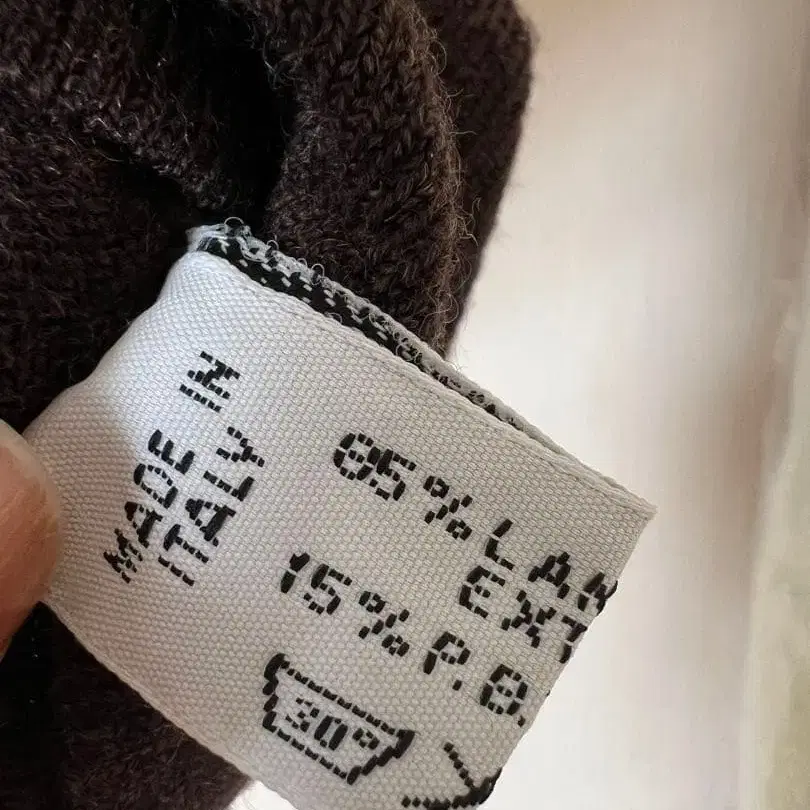 MADE IN
ITALY
85% LAN
EXT
15% P.B.
30°